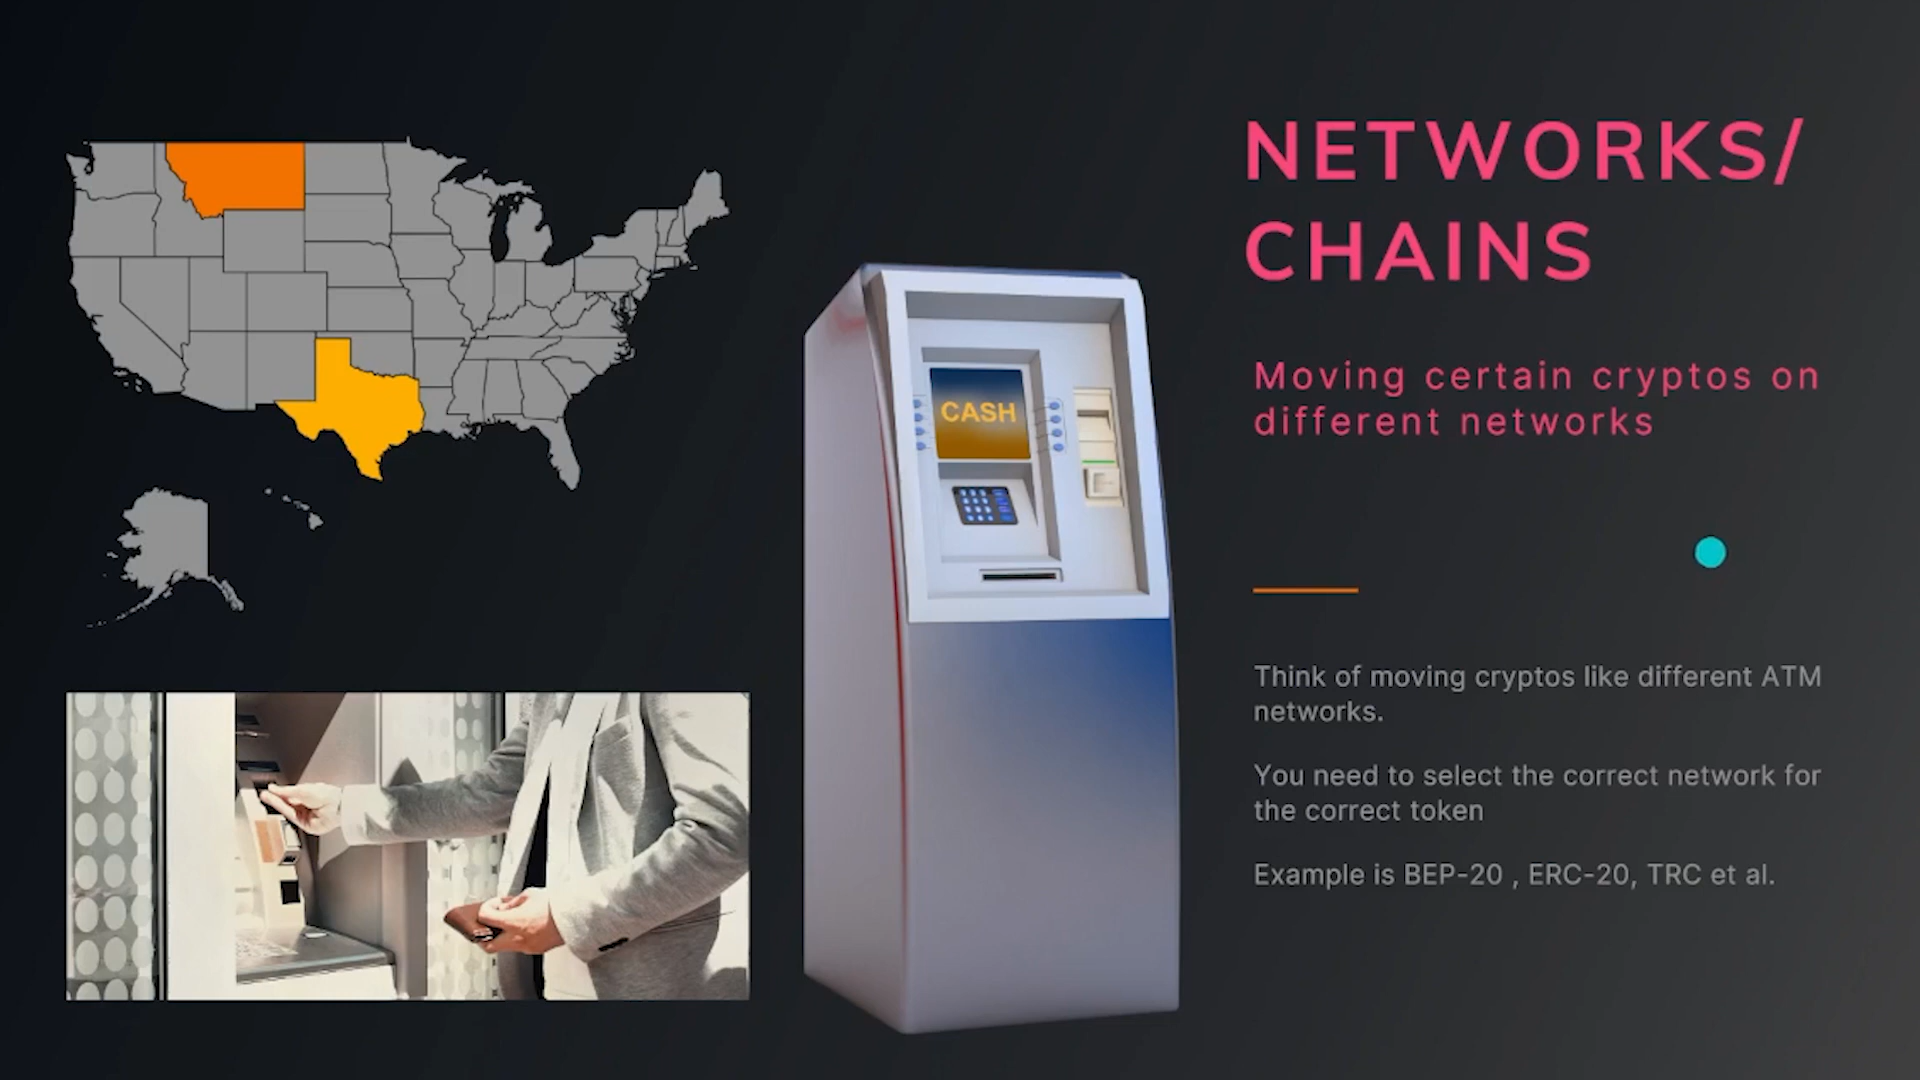 NETWORKS/
CHAINS
Moving certain cryptos on
different networks
CASH
Think of moving cryptos like different ATM
networks.
You need to select the correct network for
the correct token
Example is BEP-20 , ERC-20, TRC et al.